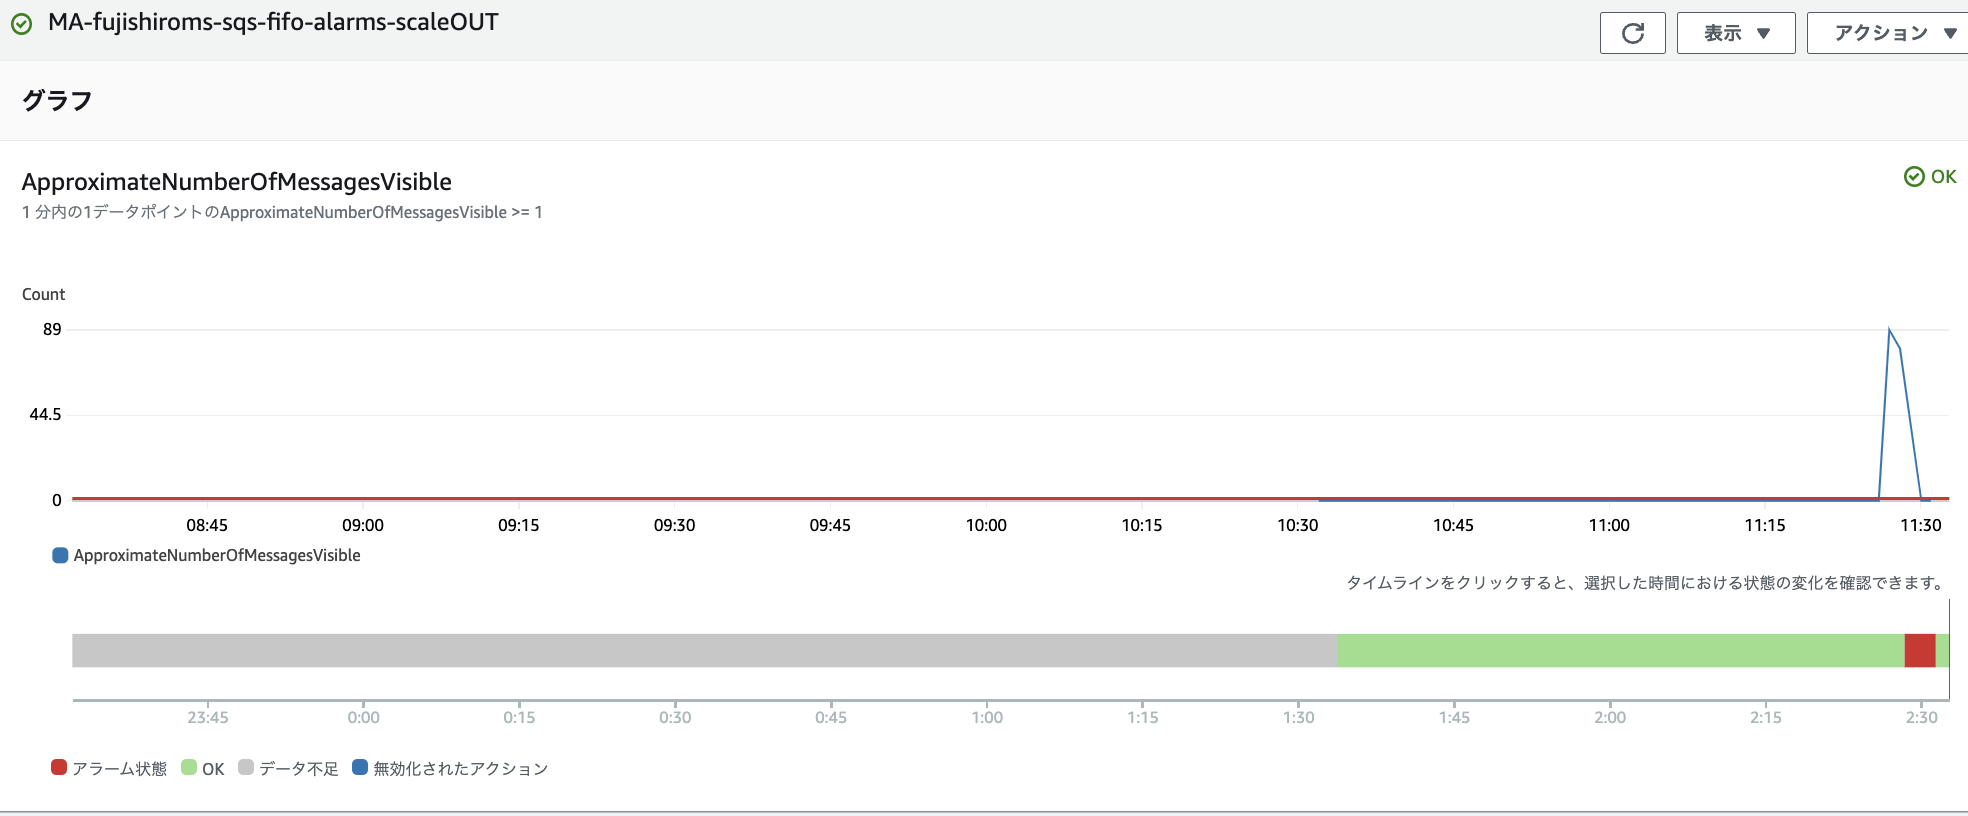 MA-fujishiroms-sqs-fifo-alarms-scaleOUT
表示
アクション
グラフ
ApproximateNumberOfMessagesVisible
OK
1 分内の1データポイントのApproximateNumberOfMessagesVisible >= 1
Count
89
44.5
0
08:45 09:00 09:15 09:30 09:45 10:00 10:15 10:30 10:45 11:00 11:15 11:30
ApproximateNumberOfMessagesVisible
タイムラインをクリックすると、選択した時間における状態の変化を確認できます。
23:45 0:00 0:15 0:30 0:45 1:00 1:15 1:30 1:45 2:00 2:15 2:30
アラーム状態 OK データ不足 無効化されたアクション